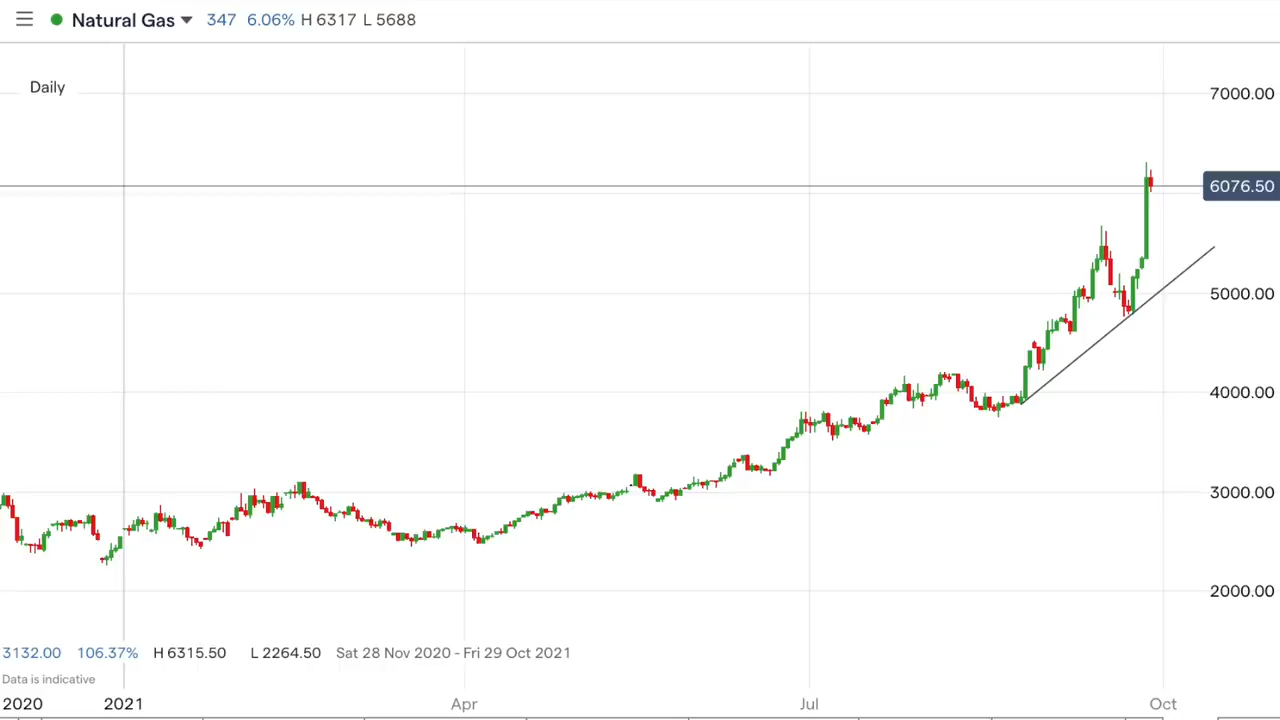 Natural Gas 347 6.06% H 6317 L 5688
Daily
7000.00
6076.50
5000.00
4000.00
3000.00
2000.00
3132.00 106.37% H 6315.50 L 2264.50 Sat 28 Nov 2020 - Fri 29 Oct 2021
Data is indicative
2020 2021 Apr Jul Oct